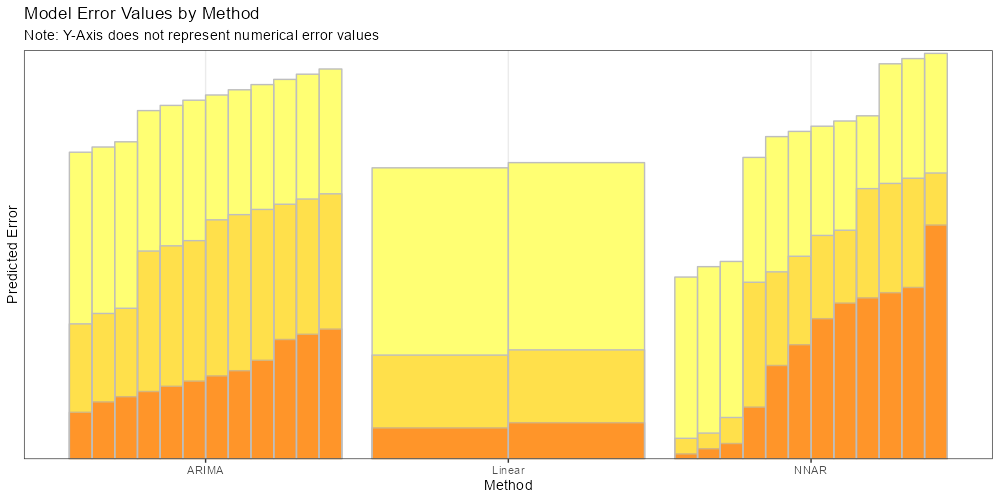 Model Error Values by Method
Note: Y-Axis does not represent numerical error values
Predicted Error
ARIMA
Linear
NNAR
Method